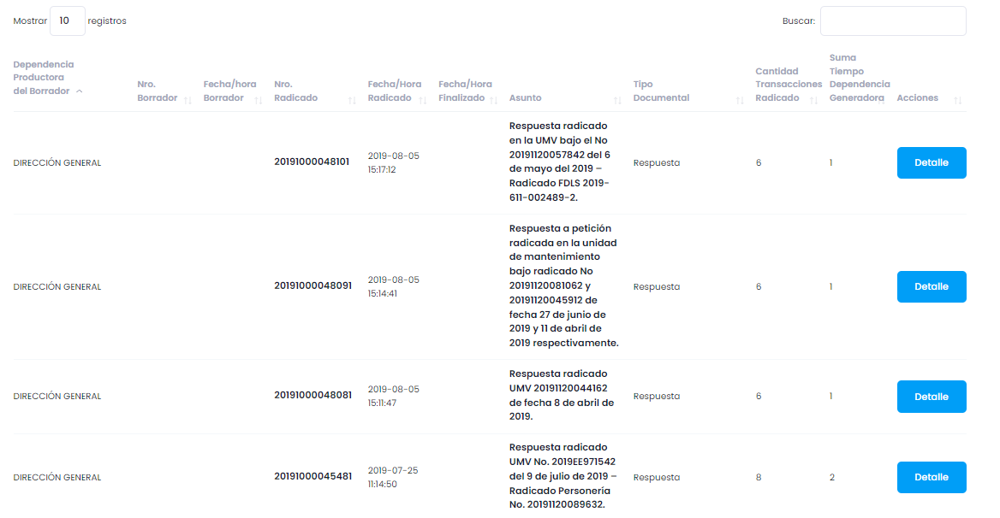 Mostrar 10 registros
Buscar:
Dependencia
Productora
del Borrador
Nro.
Borrador
Fecha/hora
Borrador
Nro.
Radicado
Fecha/Hora
Radicado
Fecha/Hora
Finalizado
Asunto
Tipo
Documental
Cantidad
Transacciones
Radicado
Suma
Tiempo
Dependencia
Generadora
Acciones
DIRECCIÓN GENERAL
20191000048101
2019-08-05
15:17:12
Respuesta radicado
en la UMV bajo el No
20191120057842 del 6
de mayo del 2019 –
Radicado FDLS 2019-
611-002489-2.
Respuesta
6
1
Detalle
DIRECCIÓN GENERAL
20191000048091
2019-08-05
15:14:41
Respuesta a petición
radicada en la unidad
de mantenimiento
bajo radicado No
20191120081062 y
20191120045912 de
fecha 27 de junio de
2019 y 11 de abril de
2019 respectivamente.
Respuesta
6
1
Detalle
DIRECCIÓN GENERAL
20191000048081
2019-08-05
15:11:47
Respuesta radicado
UMV 20191120044162
de fecha 8 de abril de
2019.
Respuesta
6
1
Detalle
DIRECCIÓN GENERAL
20191000045481
2019-07-25
11:14:50
Respuesta radicado
UMV No. 2019EE971542
del 9 de julio de 2019 –
Radicado Personería
No. 20191120089632.
Respuesta
8
2
Detalle